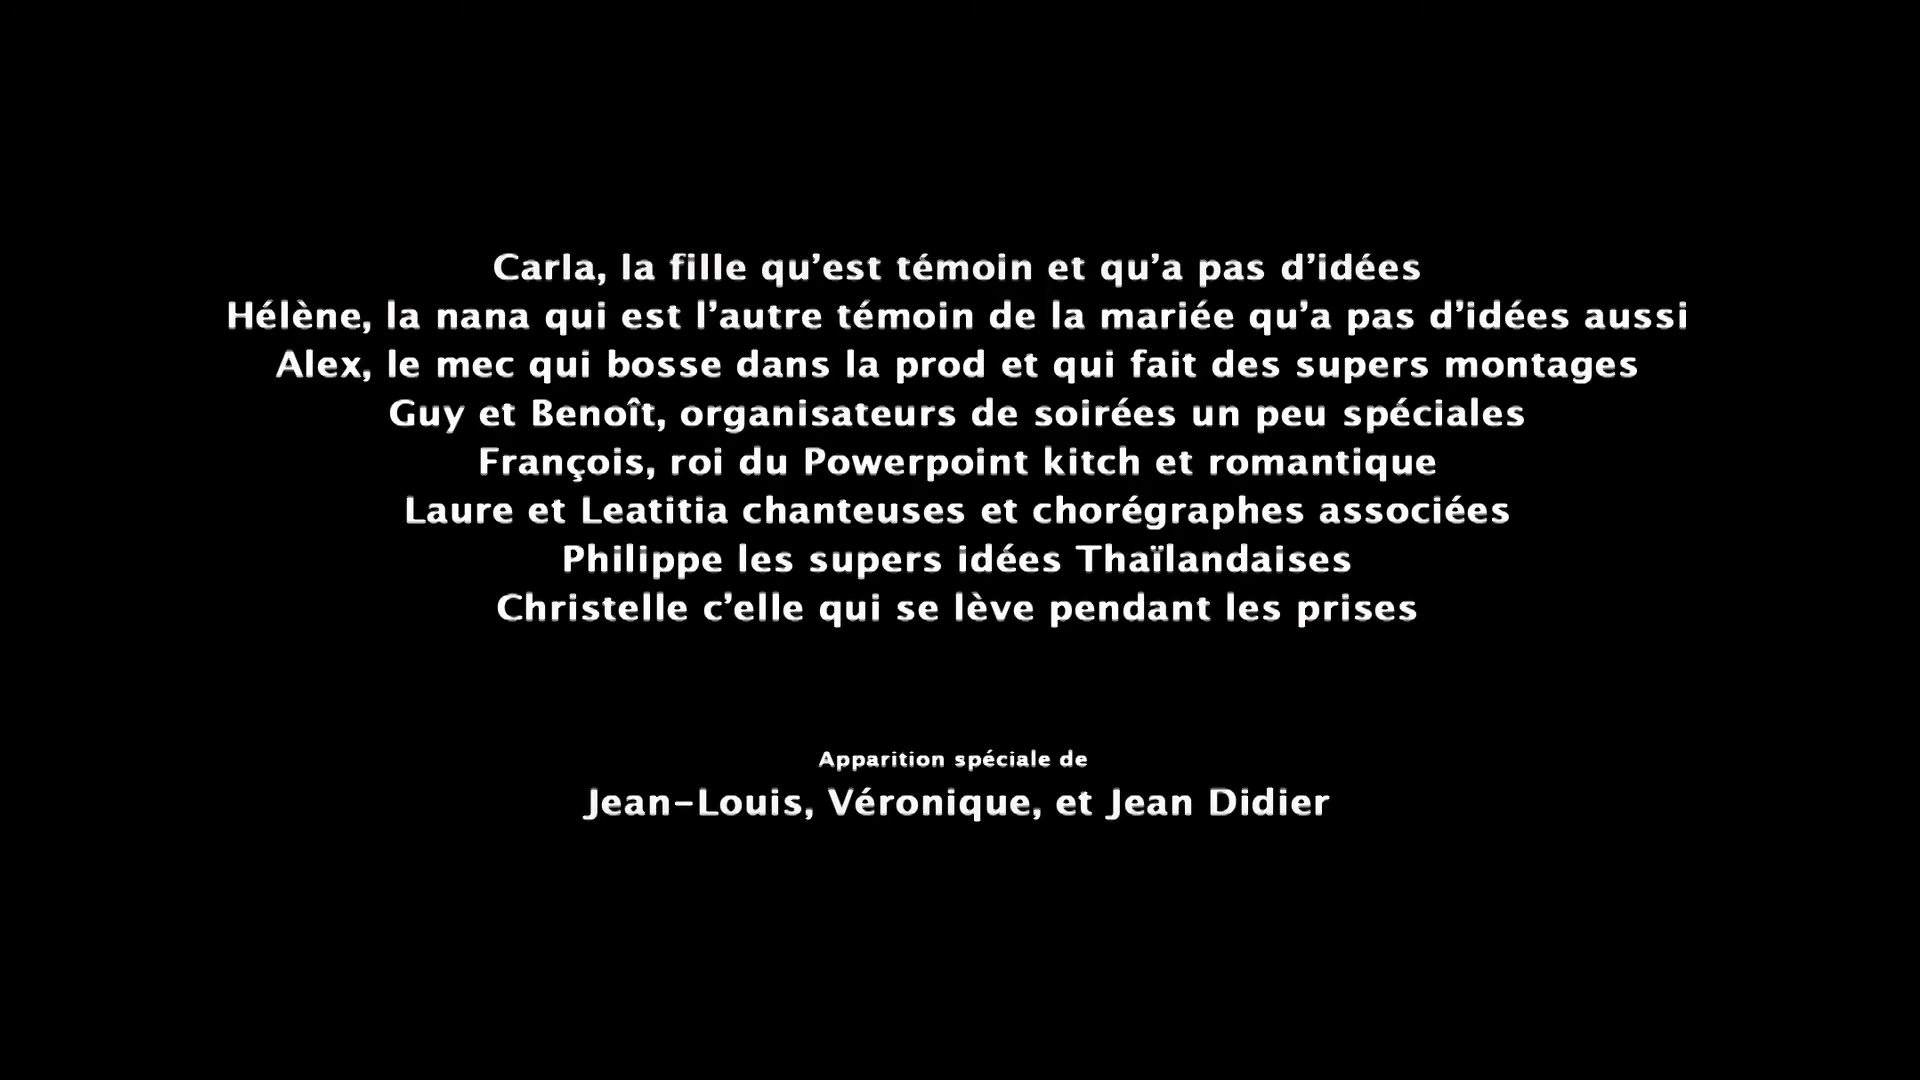 Carla, la fille qu’est témoin et qu’a pas d’idées
Hélène, la nana qui est l’autre témoin de la mariée qu’a pas d’idées aussi
Alex, le mec qui bosse dans la prod et qui fait des supers montages
Guy et Benoît, organisateurs de soirées un peu spéciales
François, roi du Powerpoint kitch et romantique
Laure et Leatitia chanteuses et chorégraphes associées
Philippe les supers idées Thaïlandaises
Christelle c’elle qui se lève pendant les prises
Apparition spéciale de
Jean-Louis, Véronique, et Jean Didier